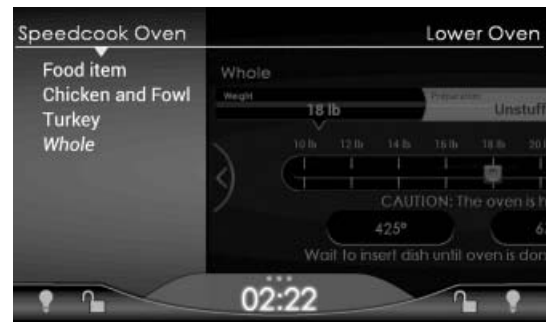 Speedcook Oven
Lower Oven
Food item
Chicken and Fowl
Turkey
Whole
Whole
Weight
Preparation
18 lb
Unstuff
10 lb 12 lb 14 lb 16 lb 18 lb 20 l
CAUTION: The oven is h
425° 6
Wait to insert dish until oven is don
02:22